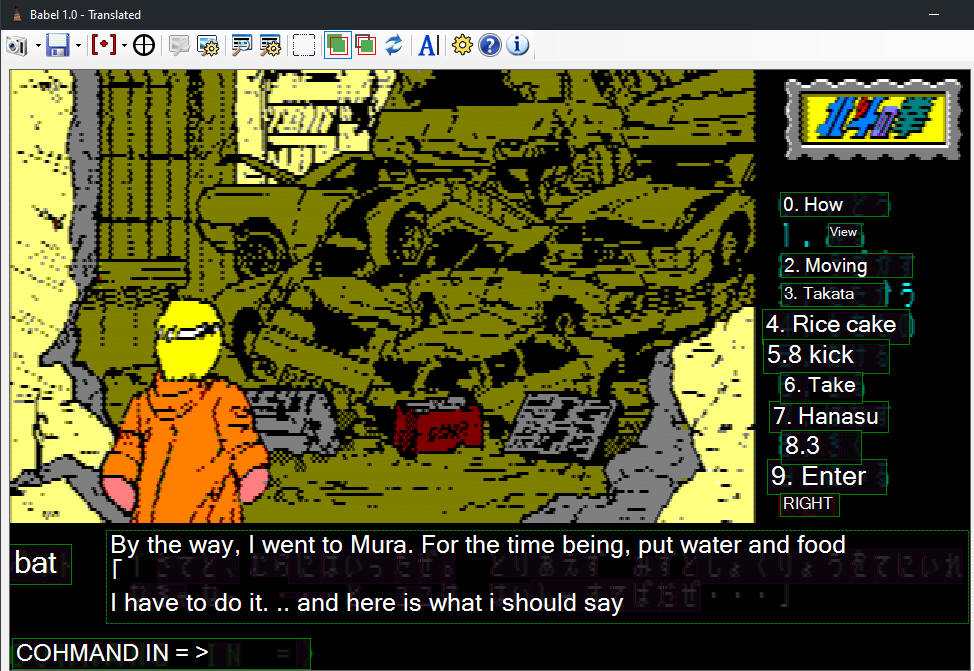 Babel 1.0 - Translated
北斗の拳
0. How
1. View
2. Moving
3. Takata
4. Rice cake
5.8 kick
6. Take
7. Hanasu
8.3
9. Enter
RIGHT
bat
By the way, I went to Mura. For the time being, put water and food
「
I have to do it. .. and here is what i should say
COHMAND IN = >